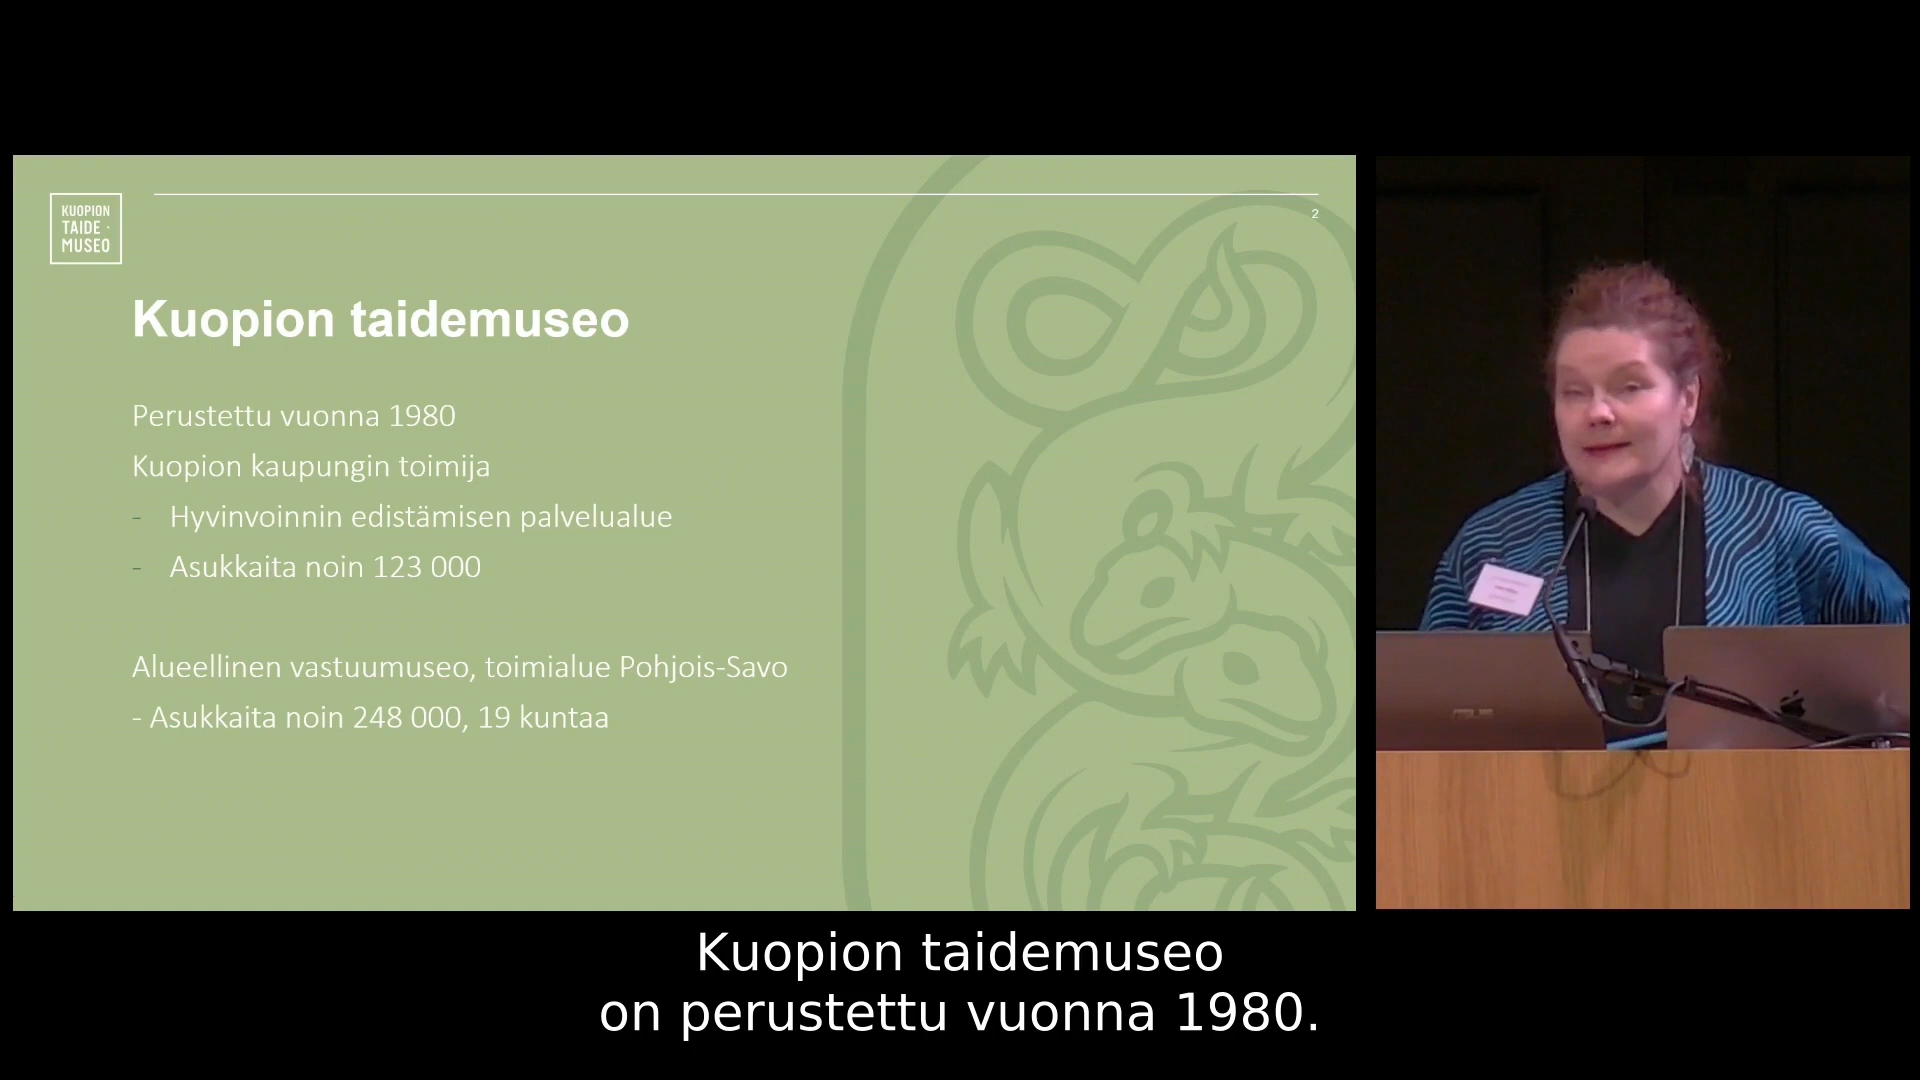 KUOPION
TAIDE ·
MUSEO
2
Kuopion taidemuseo
Perustettu vuonna 1980
Kuopion kaupungin toimija
- Hyvinvoinnin edistämisen palvelualue
- Asukkaita noin 123 000
Alueellinen vastuumuseo, toimialue Pohjois-Savo
- Asukkaita noin 248 000, 19 kuntaa
ASUS
Kuopion taidemuseo
on perustettu vuonna 1980.